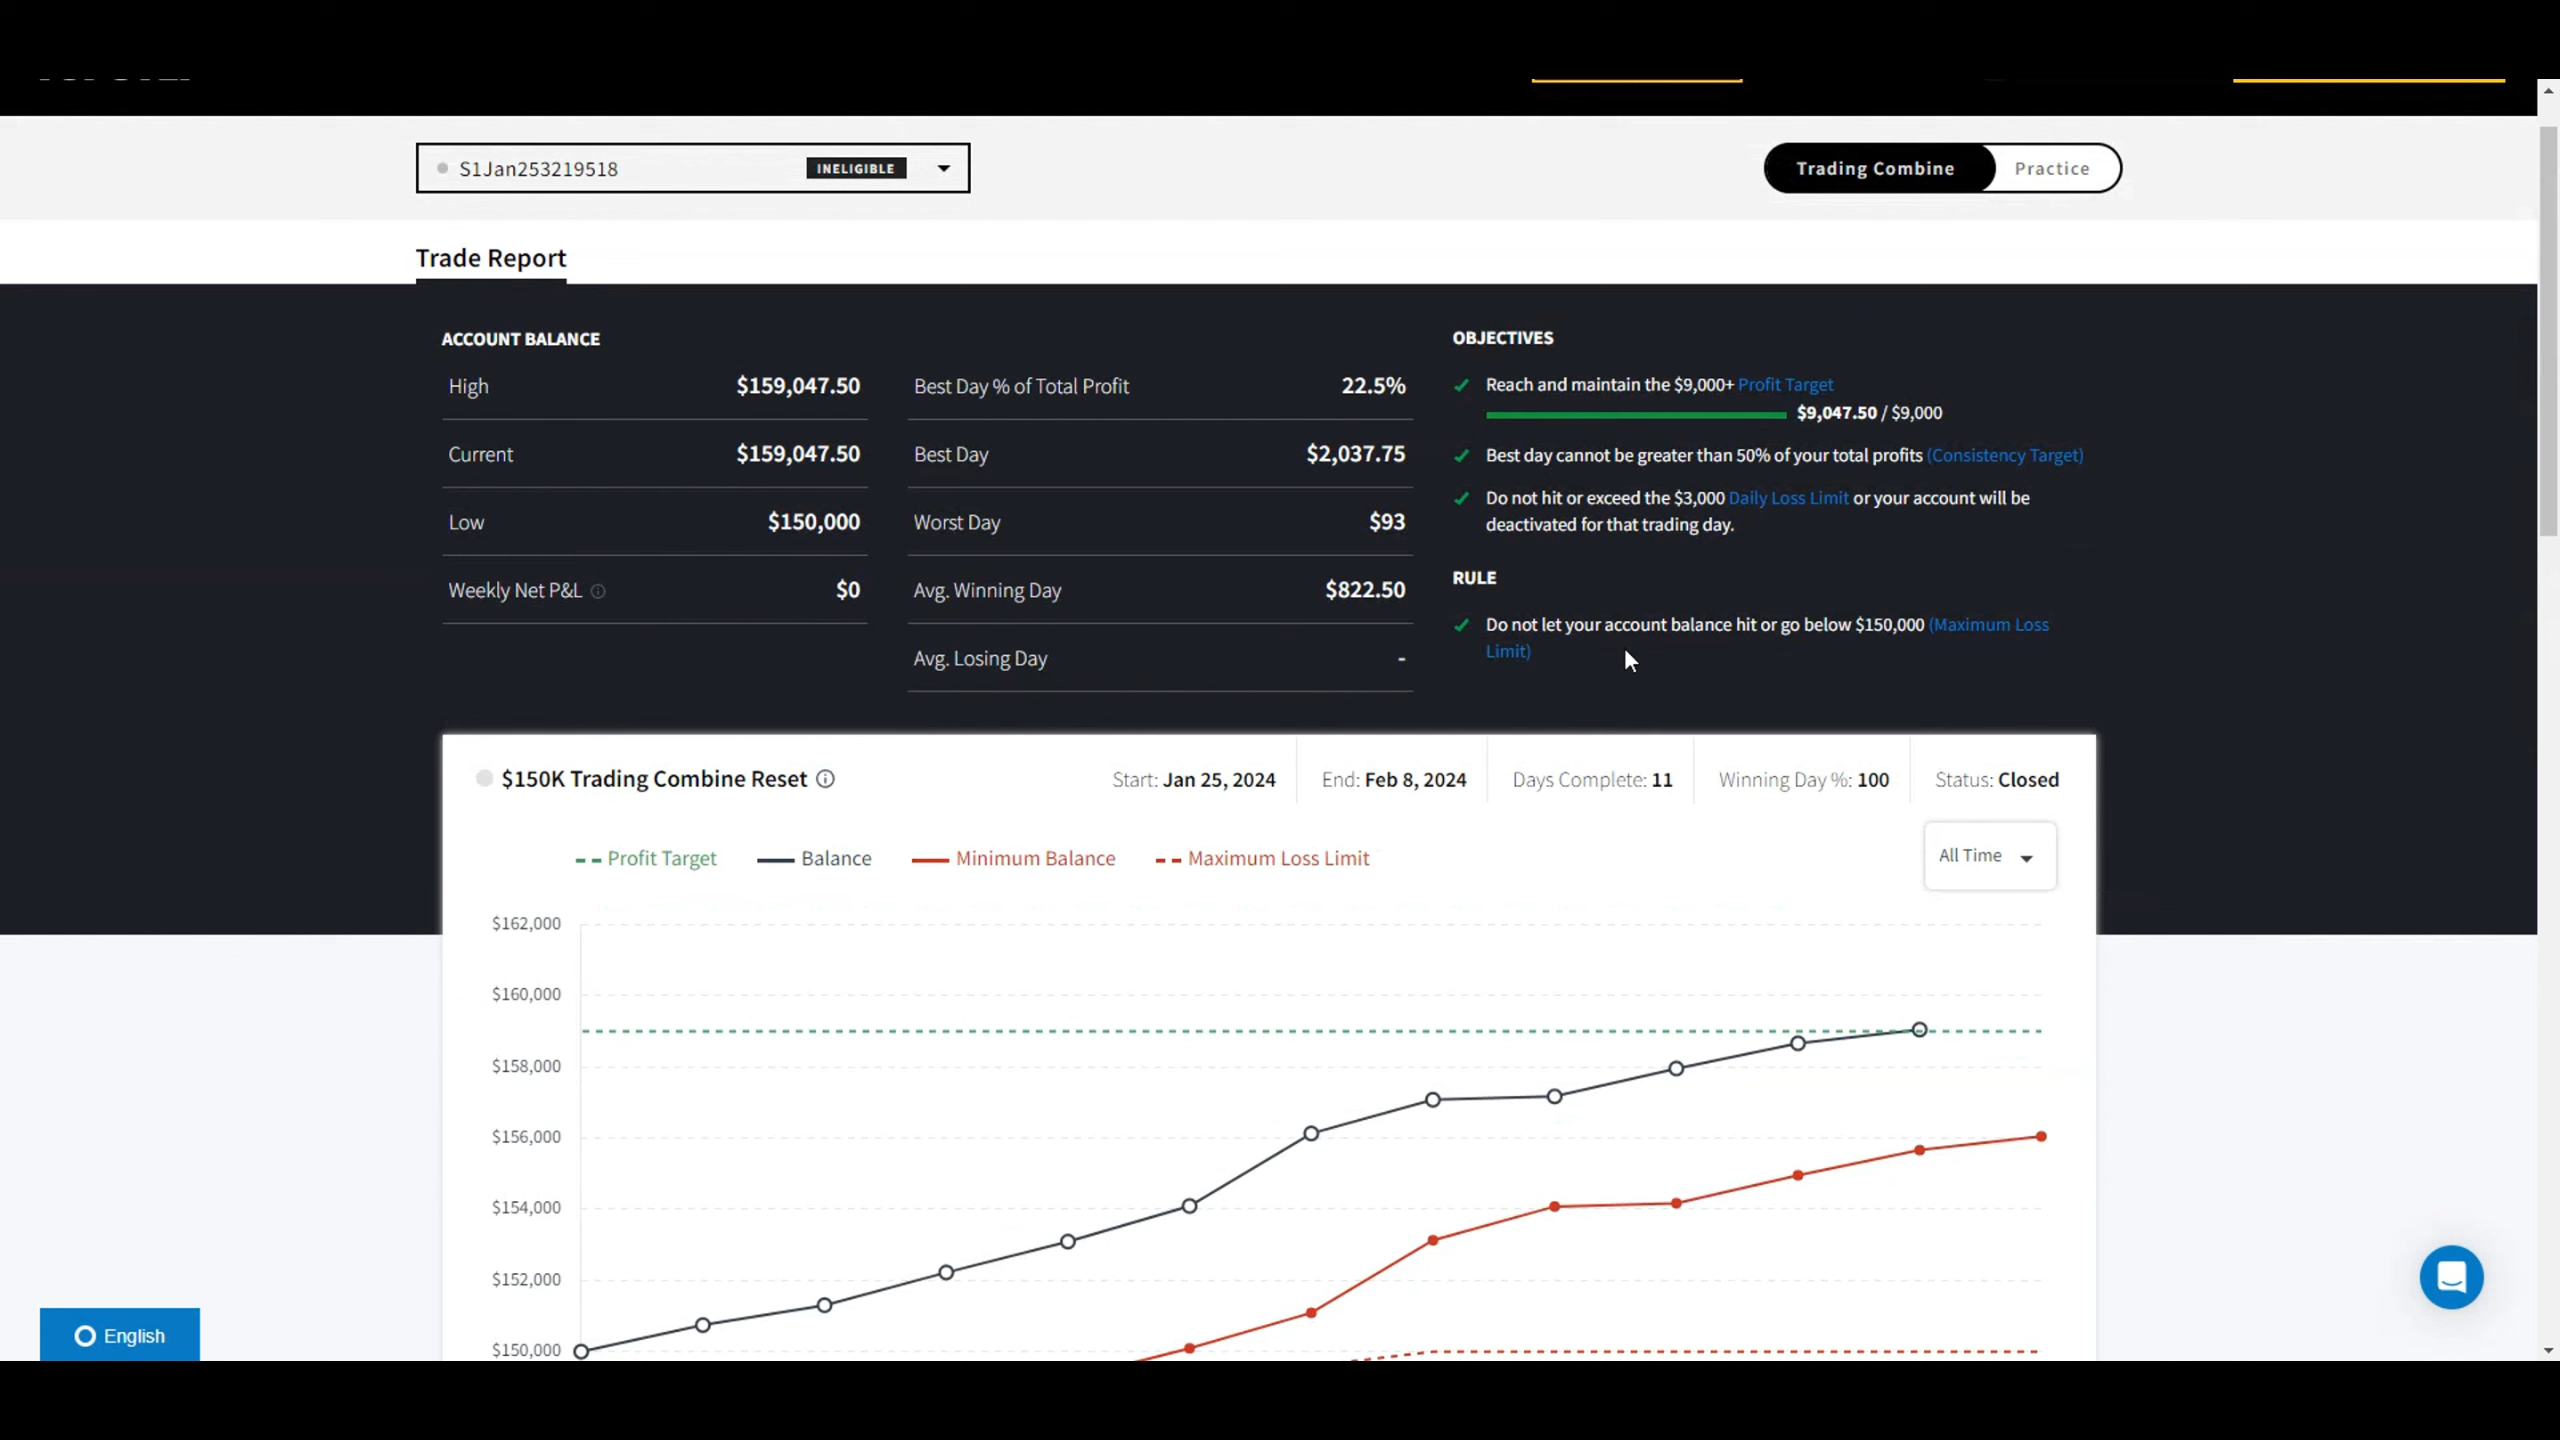 S1Jan253219518 INELIGIBLE
Trading Combine Practice
Trade Report
ACCOUNT BALANCE
High $159,047.50
Current $159,047.50
Low $150,000
Weekly Net P&L $0
Best Day % of Total Profit 22.5%
Best Day $2,037.75
Worst Day $93
Avg. Winning Day $822.50
Avg. Losing Day -
OBJECTIVES
Reach and maintain the $9,000+ Profit Target
$9,047.50 / $9,000
Best day cannot be greater than 50% of your total profits (Consistency Target)
Do not hit or exceed the $3,000 Daily Loss Limit or your account will be
deactivated for that trading day.
RULE
Do not let your account balance hit or go below $150,000 (Maximum Loss
Limit)
$150K Trading Combine Reset Start: Jan 25, 2024 End: Feb 8, 2024 Days Complete: 11 Winning Day %: 100 Status: Closed
Profit Target Balance Minimum Balance Maximum Loss Limit
All Time
$162,000
$160,000
$158,000
$156,000
$154,000
$152,000
$150,000
English